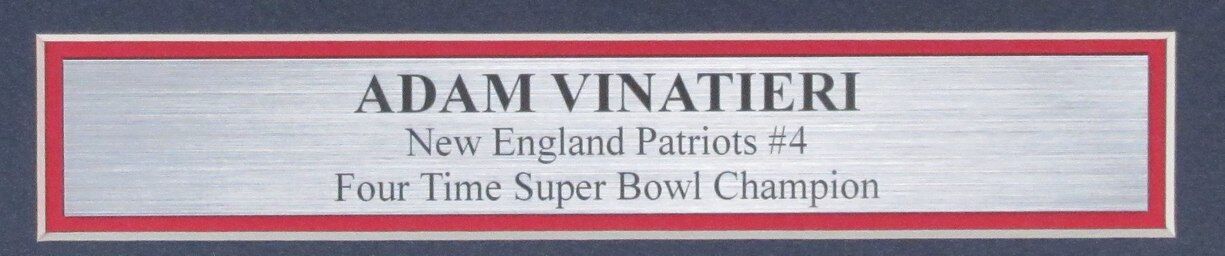 ADAM VINATIERI
New England Patriots #4
Four Time Super Bowl Champion